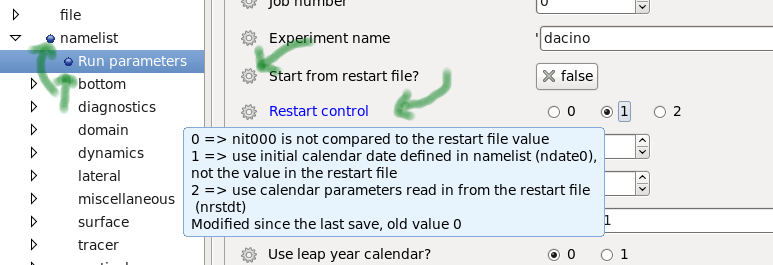 file
namelist
Run parameters
bottom
diagnostics
domain
dynamics
lateral
miscellaneous
surface
tracer
Job number
0
Experiment name
'dacino
Start from restart file?
false
Restart control
0 1 2
0 => nit000 is not compared to the restart file value
1 => use initial calendar date defined in namelist (ndate0),
not the value in the restart file
2 => use calendar parameters read in from the restart file
(nrstdt)
Modified since the last save, old value 0
1
Use leap year calendar?
0 1